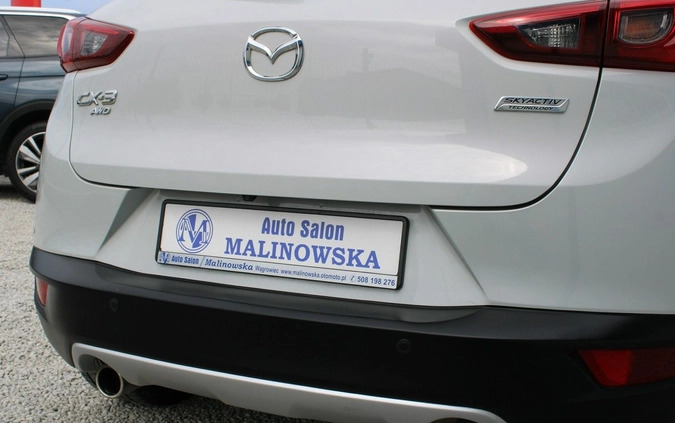 CX-3
AWD
SKYACTIV
TECHNOLOGY
M
Auto Salon
MALINOWSKA
M Auto Salon / Malinowska Wągrowiec www.malinowska.otomoto.pl 508 198 276